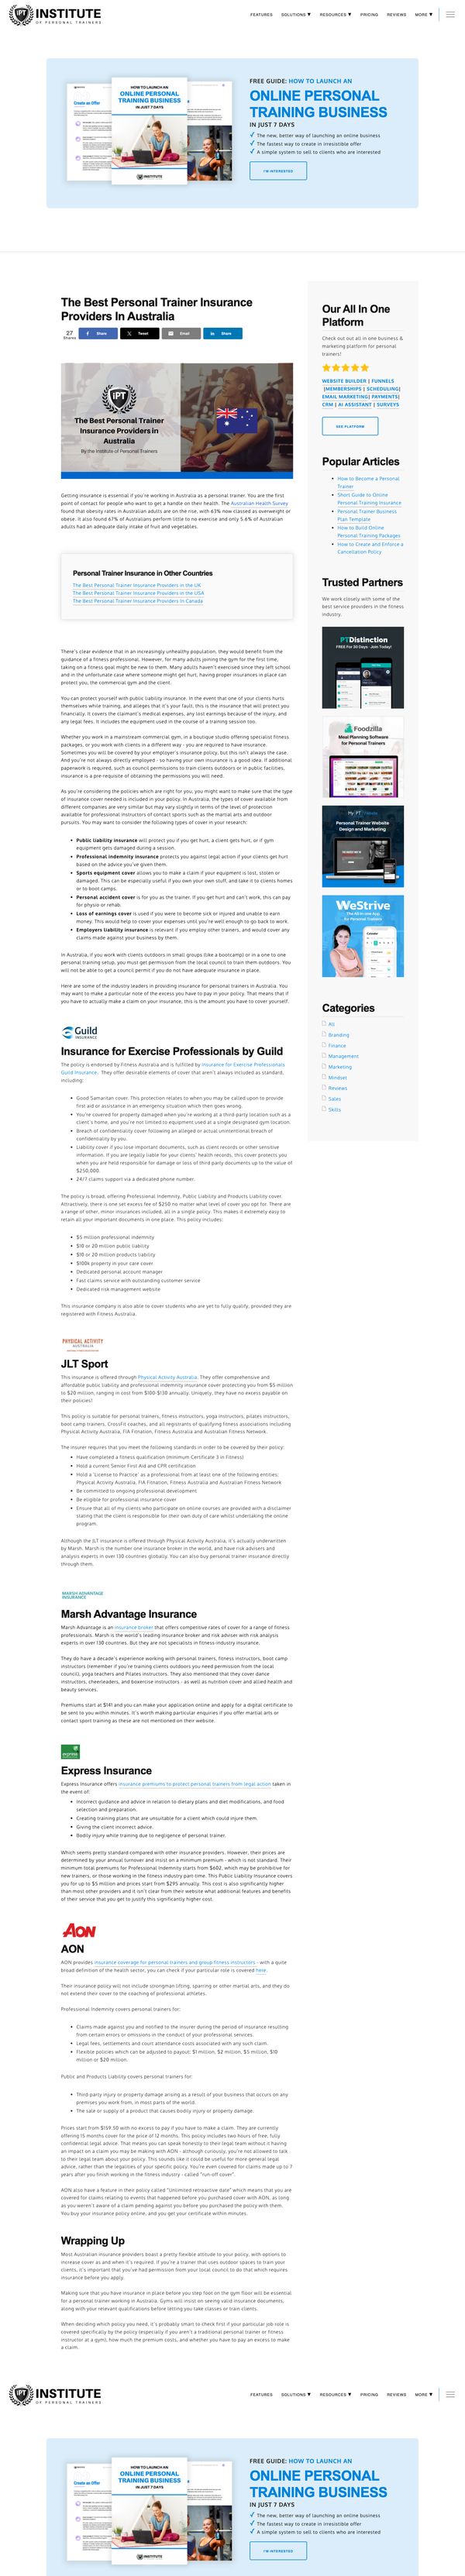 INSTITUTE
OF PERSONAL TRAINERS
FEATURES SOLUTIONS ▼ RESOURCES ▼ PRICING REVIEWS MORE ▼
HOW TO LAUNCH AN
ONLINE PERSONAL
TRAINING BUSINESS
IN JUST 7 DAYS
Create an Offer
INSTITUTE
FREE GUIDE: HOW TO LAUNCH AN
ONLINE PERSONAL
TRAINING BUSINESS
IN JUST 7 DAYS
✓ The new, better way of launching an online business
✓ The fastest way to create in irresistible offer
✓ A simple system to sell to clients who are interested
I'M INTERESTED
The Best Personal Trainer Insurance
Providers In Australia
27
Shares
Share
Tweet
Email
Share
IPT
The Best Personal Trainer
Insurance Providers in
Australia
By the Institute of Personal Trainers
Getting insurance is essential if you're working in Australia as a personal trainer. You are the first
point of contact for people who want to get a handle on their health. The Australian Health Survey
shows that Australians are heavier than ever, with 63% now classed as overweight or
obese. It also found that of Australians engage in very low levels of exercise, with only 5.6% of Australian
adults having an adequate intake of fruit and vegetables.
Personal Trainer Insurance in Other Countries
The Best Personal Trainer Insurance Providers in the UK
The Best Personal Trainer Insurance Providers in the USA
The Best Personal Trainer Insurance Providers in Canada
There's evidence that in an increasingly unhealthy population, they would benefit from the
guidance of a fitness professional. However, for many adults joining the gym for the first time,
taking on a fitness goal might be new to them. Many adults haven't exercised since they left school
and in the unfortunate case where someone might get hurt, having proper insurances in place can
protect you, the commercial gym and the client.
You can protect yourself with public liability insurance. In the event that one of your clients hurts
themselves while training, and alleges that it's your fault, this is the insurance that will protect you
financially. It covers the claimant's medical expenses, any lost earnings because of the injury, and
any legal fees. It includes the equipment used in the course of a training session too.
Whether you work in a mainstream commercial gym, in a boutique studio offering specialist fitness
packages, or you work with clients in a different way - you are required to have insurance.
Sometimes you will be covered by your employer's insurance policy, but this isn't always the case.
And you're not always directly employed - so having your own insurance is a good idea. If additional
permission is required, such as council permissions to train clients outdoors or in public facilities,
insurance is a pre requisite of obtaining the permissions you will need.
As you're comparing the policies which are right for you, you might want to make sure that the type
of insurance cover needed is included in your policy. In Australia, the types of cover available from
different companies are very consistent but may vary slightly in terms of the level of protection
available for professional instructors of contact sports such as martial arts and boxercise for
example. You may want to consider the following types of cover in your research:
Public liability insurance will protect you if you get hurt, a client gets hurt, or if gym
equipment gets damaged during a session.
Professional indemnity insurance protects you against legal action if your clients get hurt
based on the advice you've given them.
Sports equipment cover allows you to make a claim if your equipment is lost, stolen or
damaged. This can be especially useful if you own your own stuff, and take it to clients homes
or to boot camps.
Personal accident cover is for you as the trainer. If you get hurt and can't work, this can pay
for physio or rehab.
Loss of earnings cover is useful if you were to become sick or injured and unable to earn
money. It also stumps up money to cover your own expenses until you're well enough to go back to work.
Employers liability insurance is relevant if you employ other trainers, and would cover any
claims made against your business by them.
In Australia, if you work with clients outdoors in small groups (like a bootcamp) or in a one to one
personal training setup, you must get permission from the local council to train them outdoors. You
will not be able to get a council permit if you do not have adequate insurance in place.
Here are some of the industry leaders in providing insurance for personal trainers in Australia. You
may want to make a particular note of the excess you have to pay in your policy. That means that if
you have to actually make a claim on your insurance, this is the amount you have to meet yourself.
Guild
INSURANCE
Insurance for Exercise Professionals by Guild
The policy is endorsed by Fitness Australia and is fulfilled by Insurance for Exercise Professionals
Guild Insurance. They offer dependents of cover that aren't always included as standard,
including:
Good Samaritan cover. This protection relates to when you may be called upon to provide
first aid or assistance in an emergency situation which then goes wrong.
You're covered for property damaged when you're working at a third party location such as a
client's home, and you're not limited to equipment used at a single designated gym location.
Breach of confidentiality cover following an alleged or actual unintentional breach of
confidentiality by you.
Liability cover if you lose important documents, such as client records or other sensitive
information. If you are legally liable for your clients' health records, this cover protects you
when you are held responsible for damage or loss of third party documents up to the value of
$250,000.
24/7 claims support via a dedicated phone number.
The policy is broad, offering Professional Indemnity, Public Liability and Products Liability cover.
Attractively, there is one set excess fee of $250 no matter what level of cover you opt for. There are
a range of other, minor insurances included, all in a single policy. This makes it extremely easy to
retain all your important documents in one place. This policy includes:
$5 million professional indemnity
$10 or 20 million public liability
$10 or 20 million products liability
$100k property in your care cover
Dedicated personal account manager
Fast claims service with outstanding customer service
Dedicated risk management website
This insurance company is also able to cover students who are yet to fully qualify, provided they are
registered with Fitness Australia.
PHYSICAL ACTIVITY
AUSTRALIA
JLT Sport
This insurance is offered through Physical Activity Australia. They offer comprehensive and
affordable public liability and professional indemnity insurance cover protecting you from $5 million
to $20 million, ranging in cost from $100-$130 annually. Uniquely, they have no excess payable on
their policies!
This policy is suitable for personal trainers, fitness instructors, yoga instructors, pilates instructors,
boot camp trainers, CrossFit coaches, and all registrants of qualifying fitness associations including
Physical Activity Australia, FIA Fitnation, Fitness Australia and Australian Fitness Network.
The insurer requires that you meet the following standards in order to be covered by their policy:
Have completed a fitness qualification (minimum Certificate 3 in Fitness)
Hold a current Senior First Aid and CPR certification
Hold a 'License to Practice' as a professional from at least one of the following entities:
Physical Activity Australia, FIA Fitnation, Fitness Australia and Australian Fitness Network
Be committed to ongoing professional development
Be eligible for professional insurance cover
Ensure that all of my clients who participate in online courses are provided with a disclaimer
stating that the client is responsible for their own duty of care whilst undertaking the online
program.
Although the JLT insurance is offered through Physical Activity Australia, it's actually underwritten
by Marsh. Marsh is the number one insurance broker in the world, and have risk advisers and
analysis experts in over 130 countries globally. You can also buy personal trainer insurance directly
through them.
MARSH ADVANTAGE
INSURANCE
Marsh Advantage Insurance
Marsh Advantage is an insurance broker that offers competitive rates of cover for a range of fitness
professionals. Marsh is the world's leading insurance broker and risk adviser with risk analysis
experts in over 130 countries. But they are not specialists in fitness-industry insurance.
They do have a decade's experience working with personal trainers, fitness instructors, boot camp
instructors (remember if you're training clients outdoors you need permission from the local
council), yoga teachers and Pilates instructors. They also mentioned that they cover dance
instructors, cheerleaders, and boxercise instructors - as well as nutrition cover and allied health and
beauty services.
Premiums start at $141 and you can make your application online and apply for a digital certificate to
be sent to you within minutes. It's worth making particular enquiries if you offer martial arts or
contact sport training as these are not mentioned on their website.
Express Insurance
Express Insurance offers insurance premiums to protect personal trainers from legal action taken in
the event of:
Incorrect guidance and advice in relation to dietary plans and diet modifications, and food
selection and preparation.
Creating training plans that are unsuitable for a client which could injure them.
Giving the client incorrect advice.
Bodily injury while training due to negligence of personal trainer.
Which seems pretty standard compared with other insurance providers. However, their prices are
determined by your annual turnover and insist on a minimum premium - which is not standard. Their
minimum total premiums for Professional Indemnity starts from $602, which may be prohibitive for
new trainers, or those working in the fitness industry part time. This Public Liability Insurance covers
you for up to $5 million and prices start from $295 annually. This cost is also significantly higher
than most other providers and it isn't clear from their website what additional features and benefits
of their service that you get to justify this significantly higher cost.
AON
AON
AON provides insurance coverage for personal trainers and group fitness instructors - with a quite
broad definition of the health sector, you can check if your particular role is covered here.
Their insurance policy will not include strongman lifting, sparring or other martial arts, and they do
not extend their cover to the coaching of professional athletes.
Professional Indemnity covers personal trainers for:
Claims made against you and notified to the insurer during the period of insurance resulting
from certain errors or omissions in the conduct of your professional services.
Legal fees, settlements and court attendance costs associated with any such claim.
Flexible policies which can be adjusted to payout; $1 million, $2 million, $5 million, $10
million or $20 million.
Public and Products Liability covers personal trainers for:
Third-party injury or property damage arising as a result of your business that occurs on any
premises you work from, in most parts of the world.
The sale or supply of a product that causes bodily injury or property damage.
Prices start from $159.50 with no excess to pay if you have to make a claim. They are currently
offering 15 months cover for the price of 12 months. This policy includes two hours of free, fully
confidential legal advice. That means you can speak honestly to their legal team without it having
an impact on a claim you may be making with AON - although curiously, you're not allowed to talk
to their legal team about your policy. This sounds like it could be useful for more general legal
advice, rather than the legalities of your specific policy. You're even covered for claims made up to 7
years after you finish working in the fitness industry - called "run-off cover".
AON also have a feature in their policy called "Unlimited retroactive date" which means that you are
covered for claims relating to events that happened before you purchased cover with AON, as long
as you weren't aware of a claim pending against you before you purchased the policy with them.
You buy your insurance policy online, and you get your certificate within minutes.
Wrapping Up
Most Australian insurance providers boast a pretty flexible attitude to your policy, with options to
increase cover as and when it's required. If you're a trainer that uses outdoor spaces to train your
clients, it's important that you've had permission from your local council to do that which requires
insurance before you apply.
Making sure that you have insurance in place before you step foot on the gym floor will be essential
for a personal trainer working in Australia. Gyms will insist on seeing valid insurance documents,
along with your relevant qualifications before letting you take classes or train clients.
When deciding which policy you need, it's probably smart to check first if your particular job role is
covered specifically by the policy (especially if you aren't a traditional personal trainer or fitness
instructor at a gym), how much the premium costs, and whether you have to pay an excess to make
a claim.
Our All In One
Platform
Check out out all in one business &
marketing platform for personal
trainers!
WEBSITE BUILDER | FUNNELS
|MEMBERSHIPS | SCHEDULING|
EMAIL MARKETING| PAYMENTS|
CRM | AI ASSISTANT | SURVEYS
SEE PLATFORM
Popular Articles
How to Become a Personal
Trainer
Short Guide to Online
Personal Training Insurance
Personal Trainer Business
Plan Template
How to Build Online
Personal Training Packages
How to Create and Enforce a
Cancellation Policy
Trusted Partners
We work closely with some of the
best service providers in the fitness
industry.
PTDistinction
FREE For 30 Days - Join Today!
Foodzilla
Meal Planning Software
for Personal Trainers
Personal Trainer Website
Design and Marketing
WeStrive
The All-in-one App
for Personal Trainers
Categories
All
Branding
Finance
Management
Marketing
Mindset
Reviews
Sales
Skills
INSTITUTE
OF PERSONAL TRAINERS
FEATURES SOLUTIONS ▼ RESOURCES ▼ PRICING REVIEWS MORE ▼
HOW TO LAUNCH AN
ONLINE PERSONAL
TRAINING BUSINESS
IN JUST 7 DAYS
Create an Offer
INSTITUTE
FREE GUIDE: HOW TO LAUNCH AN
ONLINE PERSONAL
TRAINING BUSINESS
IN JUST 7 DAYS
✓ The new, better way of launching an online business
✓ The fastest way to create in irresistible offer
✓ A simple system to sell to clients who are interested
I'M INTERESTED